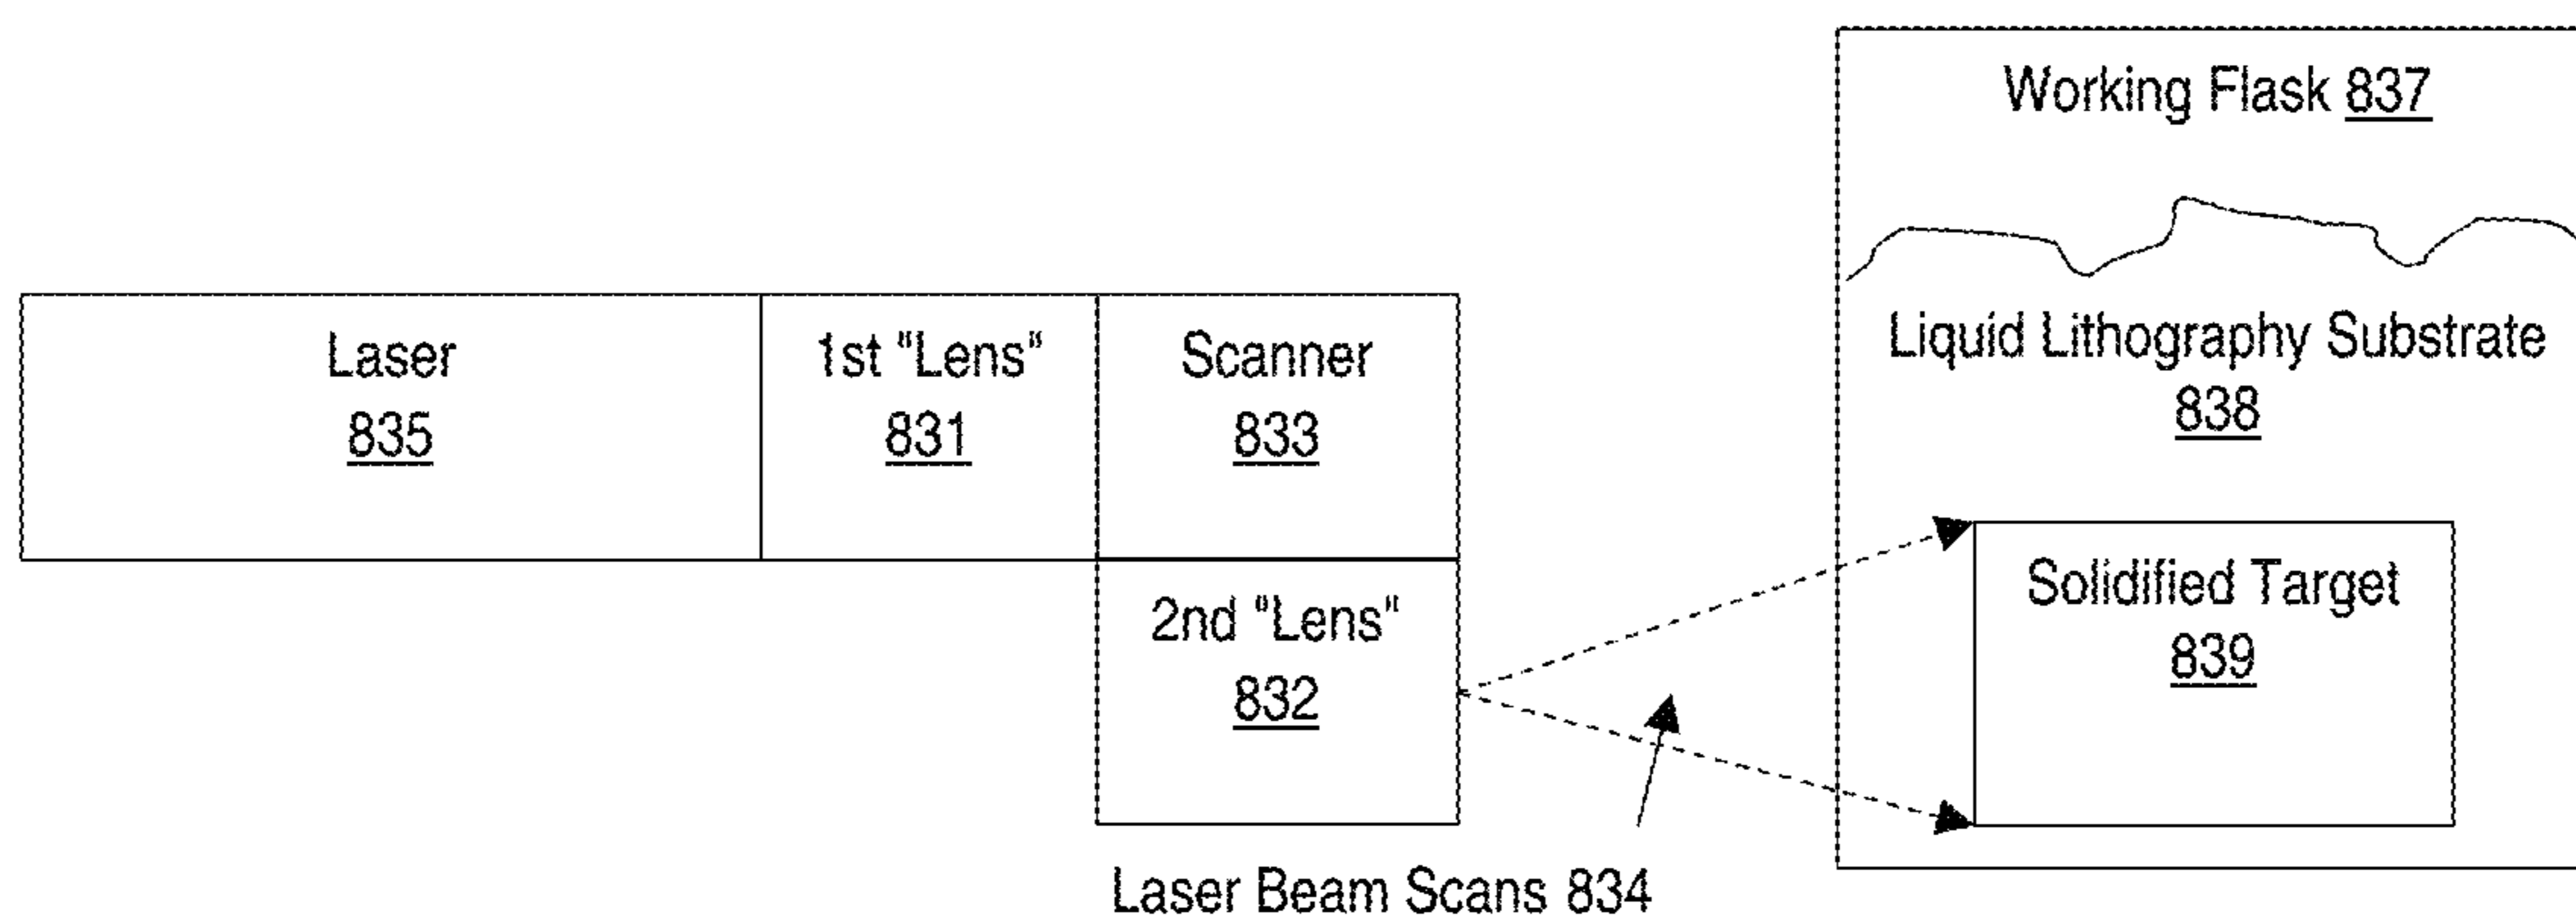 Working Flask 837
Liquid Lithography Substrate
838
Laser
835
1st "Lens"
831
Scanner
833
2nd "Lens"
832
Solidified Target
839
Laser Beam Scans 834